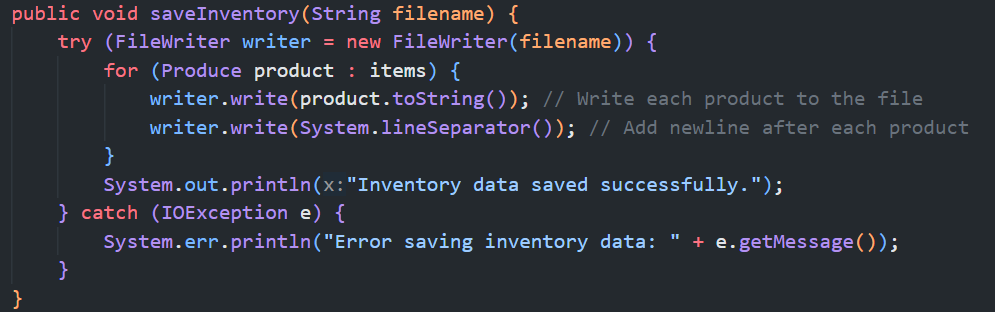 public void saveInventory(String filename) {
    try (FileWriter writer = new FileWriter(filename)) {
        for (Produce product : items) {
            writer.write(product.toString()); // Write each product to the file
            writer.write(System.lineSeparator()); // Add newline after each product
        }
        System.out.println(x:"Inventory data saved successfully.");
    } catch (IOException e) {
        System.err.println("Error saving inventory data: " + e.getMessage());
    }
}